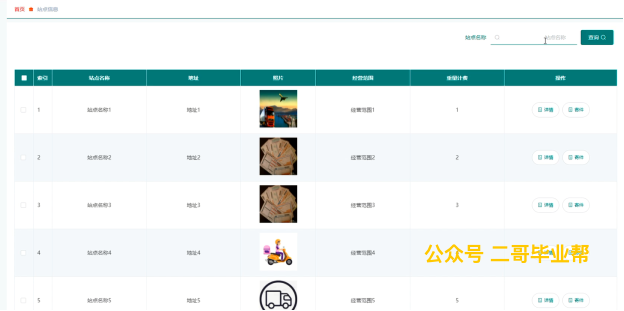 首页 站点信息
站点名称 站点名称 查询
索引 站点名称 地址 照片 经营范围 重量计费 操作
1 站点名称1 地址1 经营范围1 1 详情 寄件
2 站点名称2 地址2 经营范围2 2 详情 寄件
3 站点名称3 地址3 经营范围3 3 详情 寄件
4 站点名称4 地址4 经营范围4
公众号 二哥毕业帮
5 站点名称5 地址5 经营范围5 5 详情 寄件